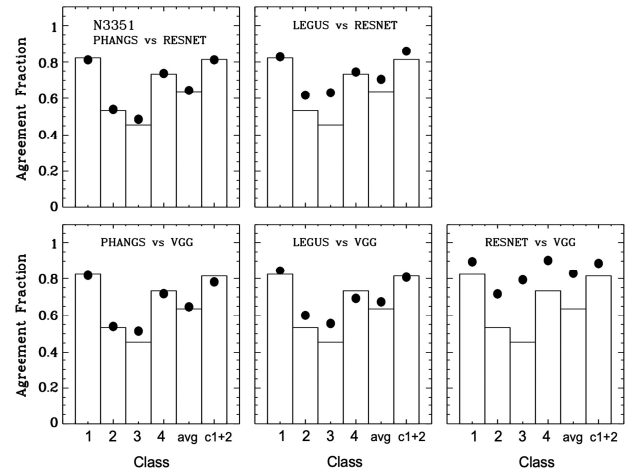 N3351
PHANGS vs RESNET
LEGUS vs RESNET
Agreement Fraction
1
0.8
0.6
0.4
0.2
0
PHANGS vs VGG
LEGUS vs VGG
RESNET vs VGG
Agreement Fraction
1
0.8
0.6
0.4
0.2
0
1 2 3 4 avg c1+2
1 2 3 4 avg c1+2
1 2 3 4 avg c1+2
Class
Class
Class